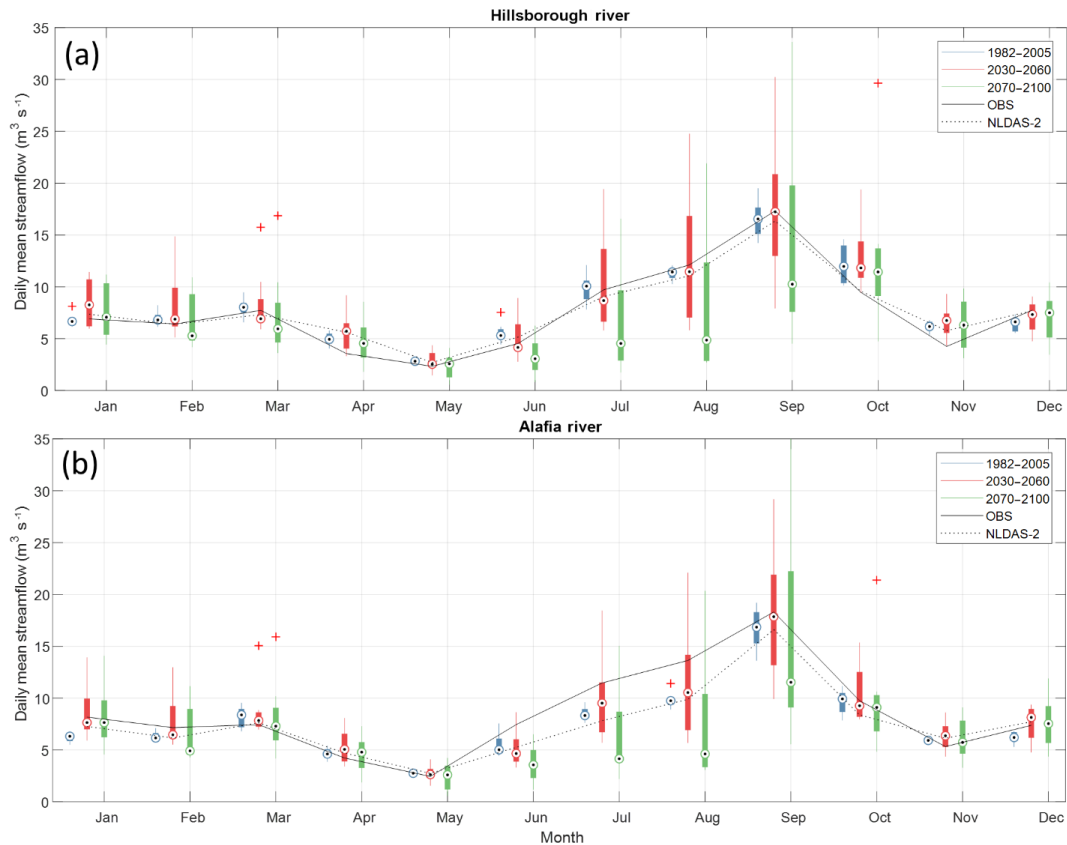 Hillsborough river
(a)
35
30
25
20
15
10
5
0
Daily mean streamflow (m³ s⁻¹)
1982–2005
2030–2060
2070–2100
OBS
NLDAS-2
Jan Feb Mar Apr May Jun Jul Aug Sep Oct Nov Dec
Alafia river
(b)
35
30
25
20
15
10
5
0
Daily mean streamflow (m³ s⁻¹)
1982–2005
2030–2060
2070–2100
OBS
NLDAS-2
Jan Feb Mar Apr May Jun Jul Aug Sep Oct Nov Dec
Month